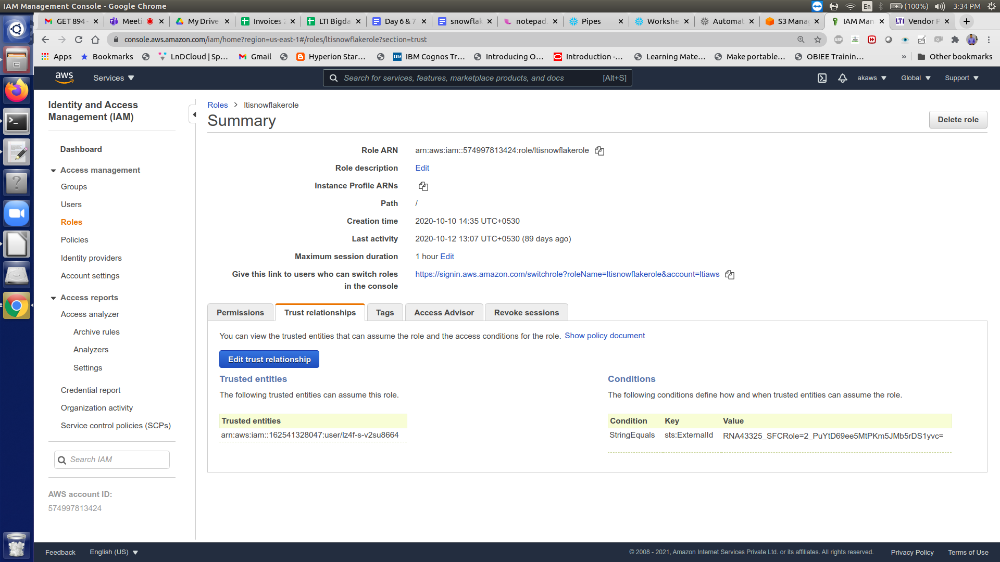 IAM Management Console - Google Chrome
En (100%) 3:34 PM
GET 894 - Meeti My Drive Invoices 2 LTI Bigda Day 6 & 7 snowflak notepad. Pipes Workshe Automat S3 Mana IAM Man LTI Vendor P
console.aws.amazon.com/iam/home?region=us-east-1#/roles/ltisnowflakerole?section=trust
ABP
Apps Bookmarks LnDCloud | Sp... Gmail Hyperion Star... IBM IBM Cognos Tr... Introducing O... Introduction -... Learning Mate... Make portable... OBIEE Trainin... » Other bookmarks
aws Services Search for services, features, marketplace products, and docs [Alt+S] akaws Global Support
Identity and Access
Management (IAM)
Dashboard
Access management
Groups
Users
Roles
Policies
Identity providers
Account settings
Access reports
Access analyzer
Archive rules
Analyzers
Settings
Credential report
Organization activity
Service control policies (SCPs)
Search IAM
AWS account ID:
574997813424
Roles > ltisnowflakerole
Summary
Delete role
Role ARN arn:aws:iam::574997813424:role/ltisnowflakerole
Role description Edit
Instance Profile ARNs
Path /
Creation time 2020-10-10 14:35 UTC+0530
Last activity 2020-10-12 13:07 UTC+0530 (89 days ago)
Maximum session duration 1 hour Edit
Give this link to users who can switch roles https://signin.aws.amazon.com/switchrole?roleName=ltisnowflakerole&account=ltiaws
in the console
Permissions Trust relationships Tags Access Advisor Revoke sessions
You can view the trusted entities that can assume the role and the access conditions for the role. Show policy document
Edit trust relationship
Trusted entities
The following trusted entities can assume this role.
Trusted entities
arn:aws:iam::162541328047:user/lz4f-s-v2su8664
Conditions
The following conditions define how and when trusted entities can assume the role.
Condition Key Value
StringEquals sts:ExternalId RNA43325_SFCRole=2_PuYtD69ee5MtPKm5JMb5rDS1yvc=
Feedback English (US) © 2008 - 2021, Amazon Internet Services Private Ltd. or its affiliates. All rights reserved. Privacy Policy Terms of Use